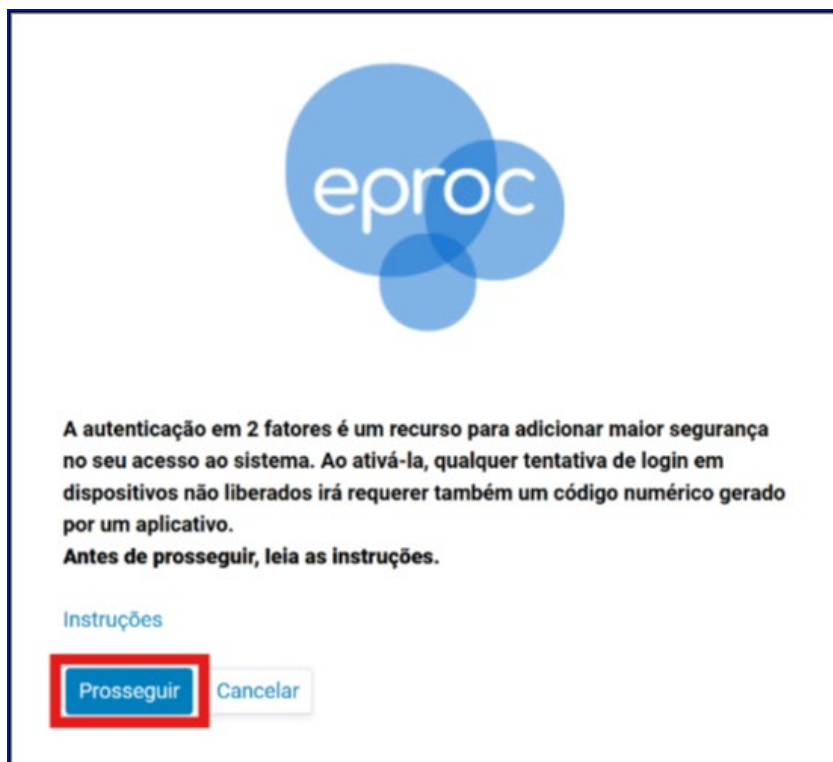 eproc
A autenticação em 2 fatores é um recurso para adicionar maior segurança
no seu acesso ao sistema. Ao ativá-la, qualquer tentativa de login em
dispositivos não liberados irá requerer também um código numérico gerado
por um aplicativo.
Antes de prosseguir, leia as instruções.
Instruções
Prosseguir Cancelar